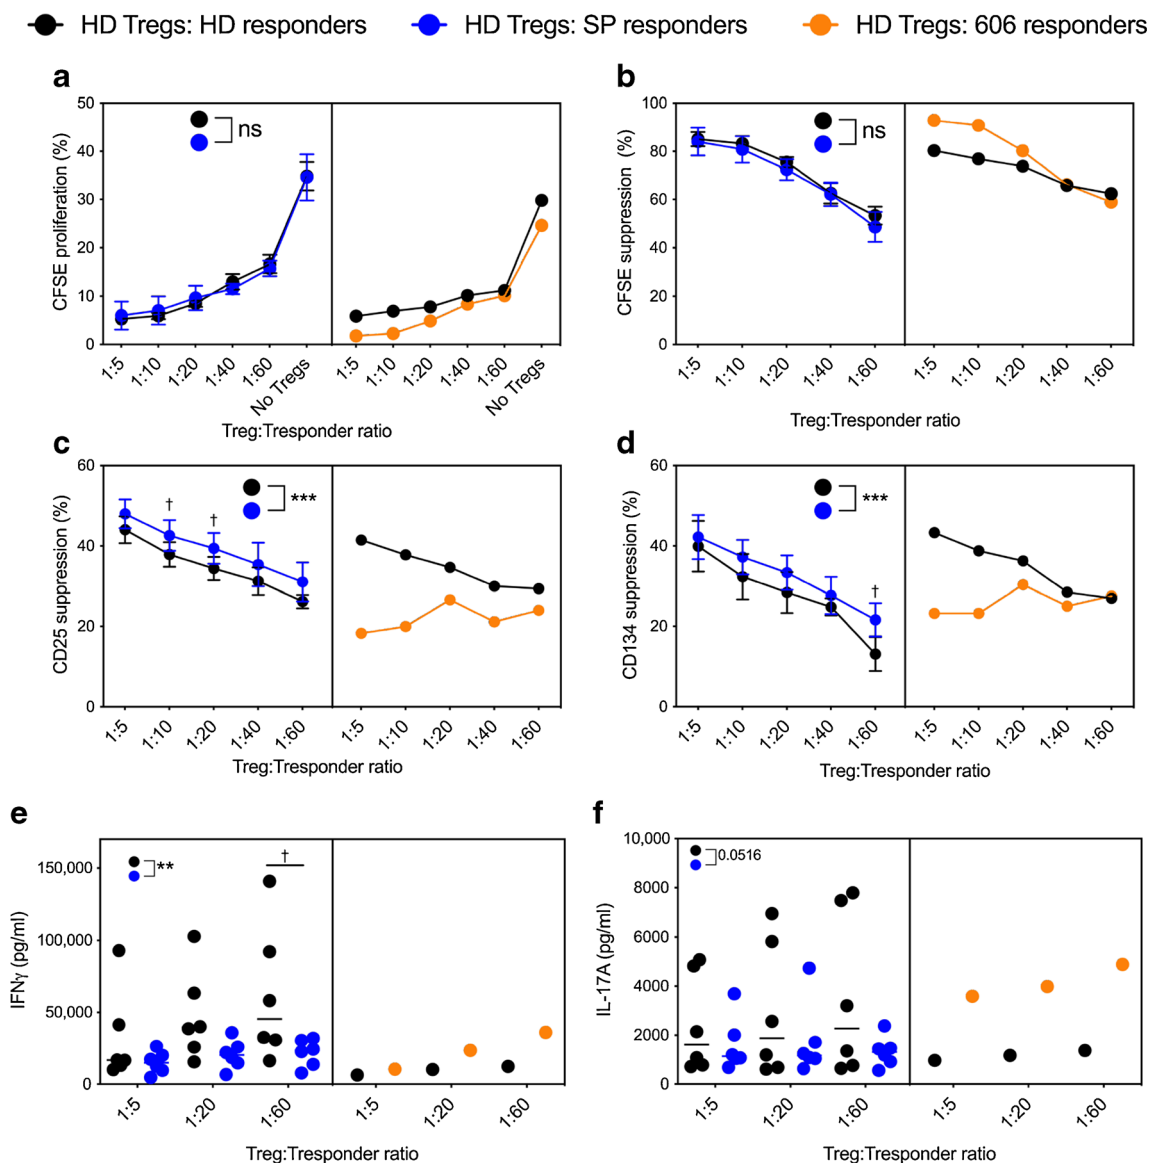 HD Tregs: HD responders HD Tregs: SP responders HD Tregs: 606 responders
a
CFSE proliferation (%)
50
40
30
20
10
0
ns
1:5 1:10 1:20 1:40 1:60 No Tregs 1:5 1:10 1:20 1:40 1:60 No Tregs
Treg:Tresponder ratio
b
CFSE suppression (%)
100
80
60
40
20
0
ns
1:5 1:10 1:20 1:40 1:60 1:5 1:10 1:20 1:40 1:60
Treg:Tresponder ratio
c
CD25 suppression (%)
60
40
20
0
† †
***
1:5 1:10 1:20 1:40 1:60 1:5 1:10 1:20 1:40 1:60
Treg:Tresponder ratio
d
CD134 suppression (%)
60
40
20
0
***
†
1:5 1:10 1:20 1:40 1:60 1:5 1:10 1:20 1:40 1:60
Treg:Tresponder ratio
e
IFNγ (pg/ml)
150,000
100,000
50,000
0
**
†
1:5 1:20 1:60 1:5 1:20 1:60
Treg:Tresponder ratio
f
IL-17A (pg/ml)
10,000
8000
6000
4000
2000
0
0.0516
1:5 1:20 1:60 1:5 1:20 1:60
Treg:Tresponder ratio